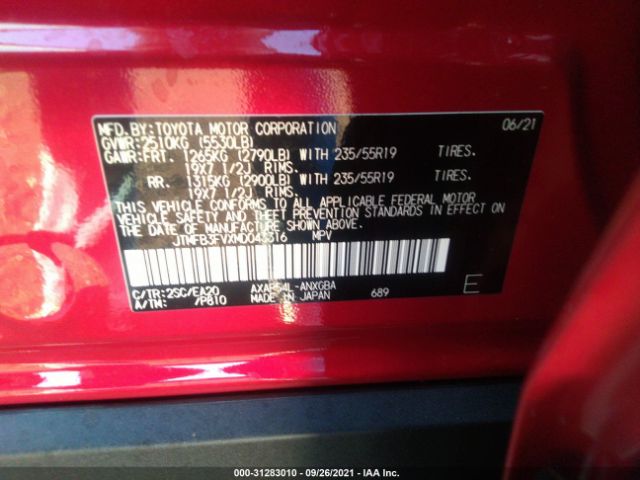 MFD. BY: TOYOTA MOTOR CORPORATION 06/21
GVWR: 2510KG (5530LB)
GAWR: FRT. 1265KG (2790LB) WITH 235/55R19 TIRES.
19X7 1/2J RIMS.
RR. 1315KG (2900LB) WITH 235/55R19 TIRES.
19X7 1/2J RIMS.
THIS VEHICLE CONFORMS TO ALL APPLICABLE FEDERAL MOTOR
VEHICLE SAFETY AND THEFT PREVENTION STANDARDS IN EFFECT ON
THE DATE OF MANUFACTURE SHOWN ABOVE.
JTMFB3FVXMD043316 MPV
C/TR: 2SC/EA20 AXAP54L-ANXGBA
A/TM: /P810 MADE IN JAPAN 689 E
000-31283010 - 09/26/2021 - IAA Inc.